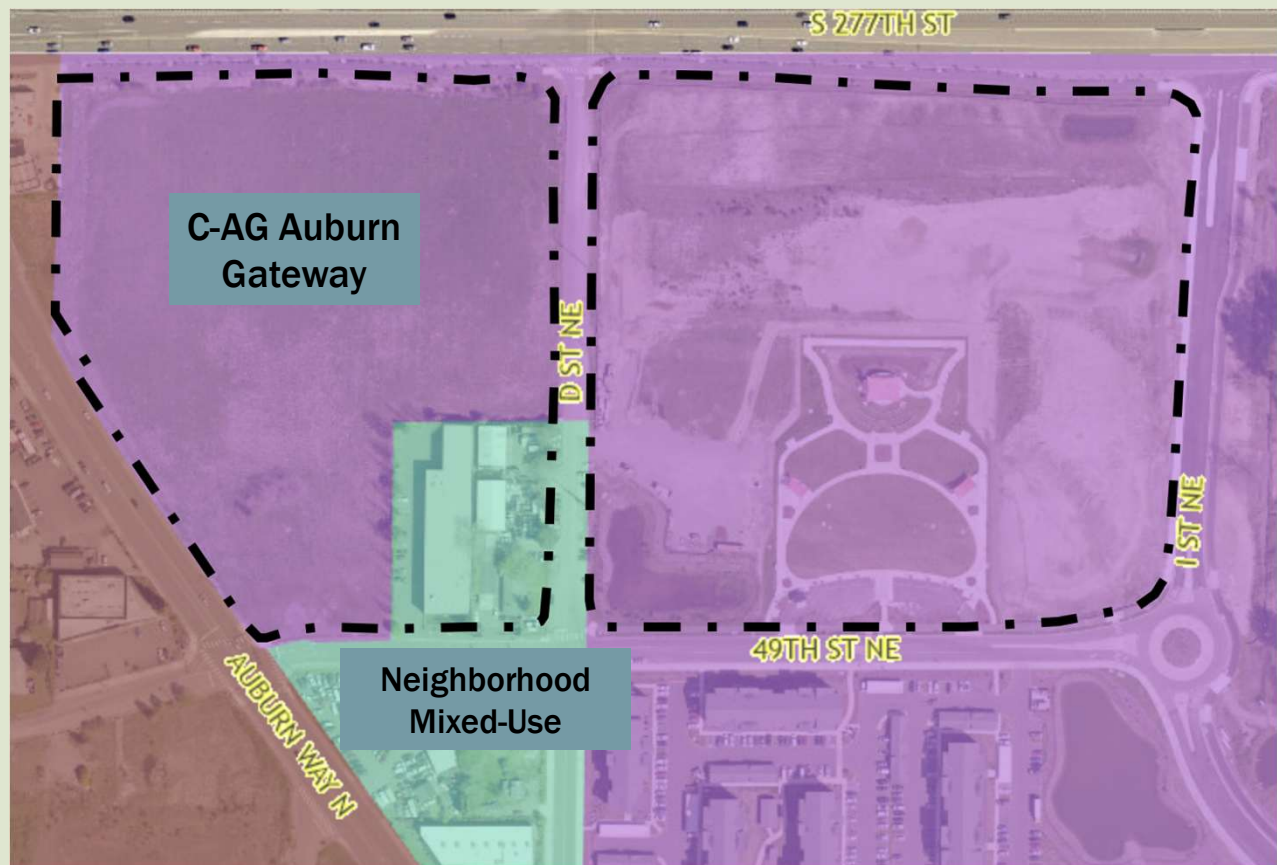 S 277TH ST
C-AG Auburn
Gateway
D ST NE
I ST NE
49TH ST NE
Neighborhood
Mixed-Use
AUBURN WAY N